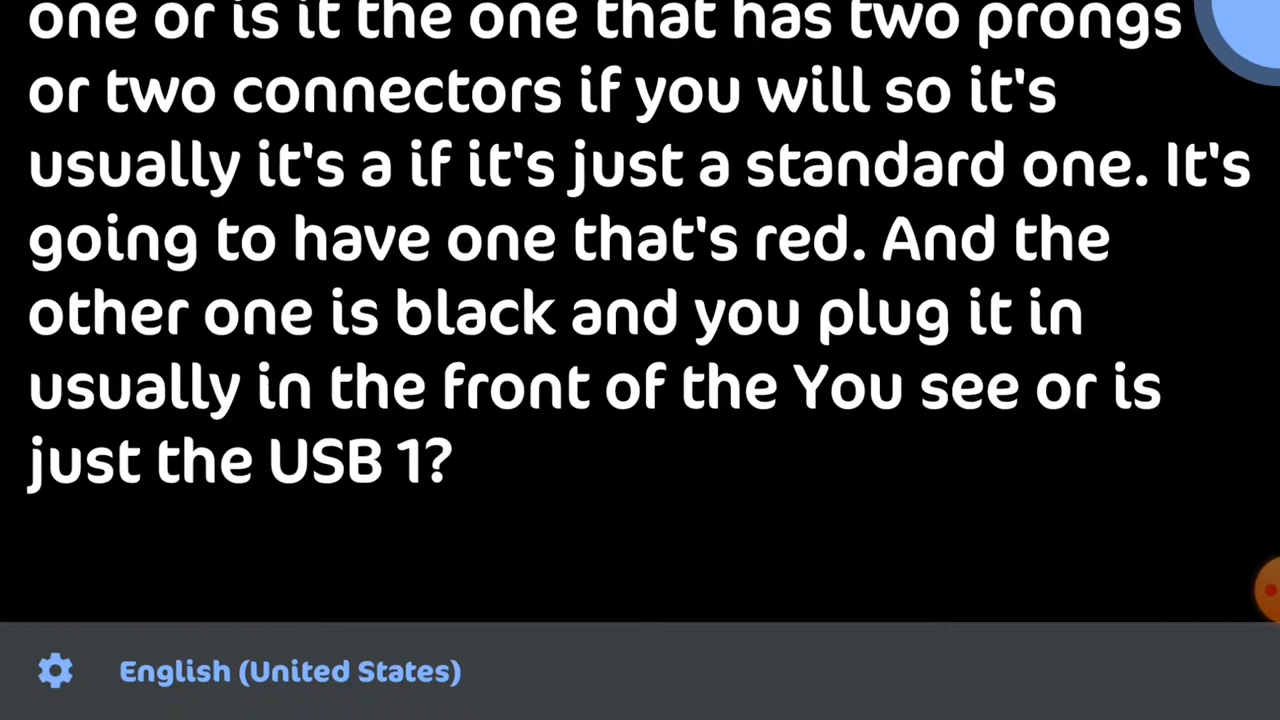 one or is it the one that has two prongs
or two connectors if you will so it's
usually it's a if it's just a standard one. It's
going to have one that's red. And the
other one is black and you plug it in
usually in the front of the You see or is
just the USB 1?
English (United States)